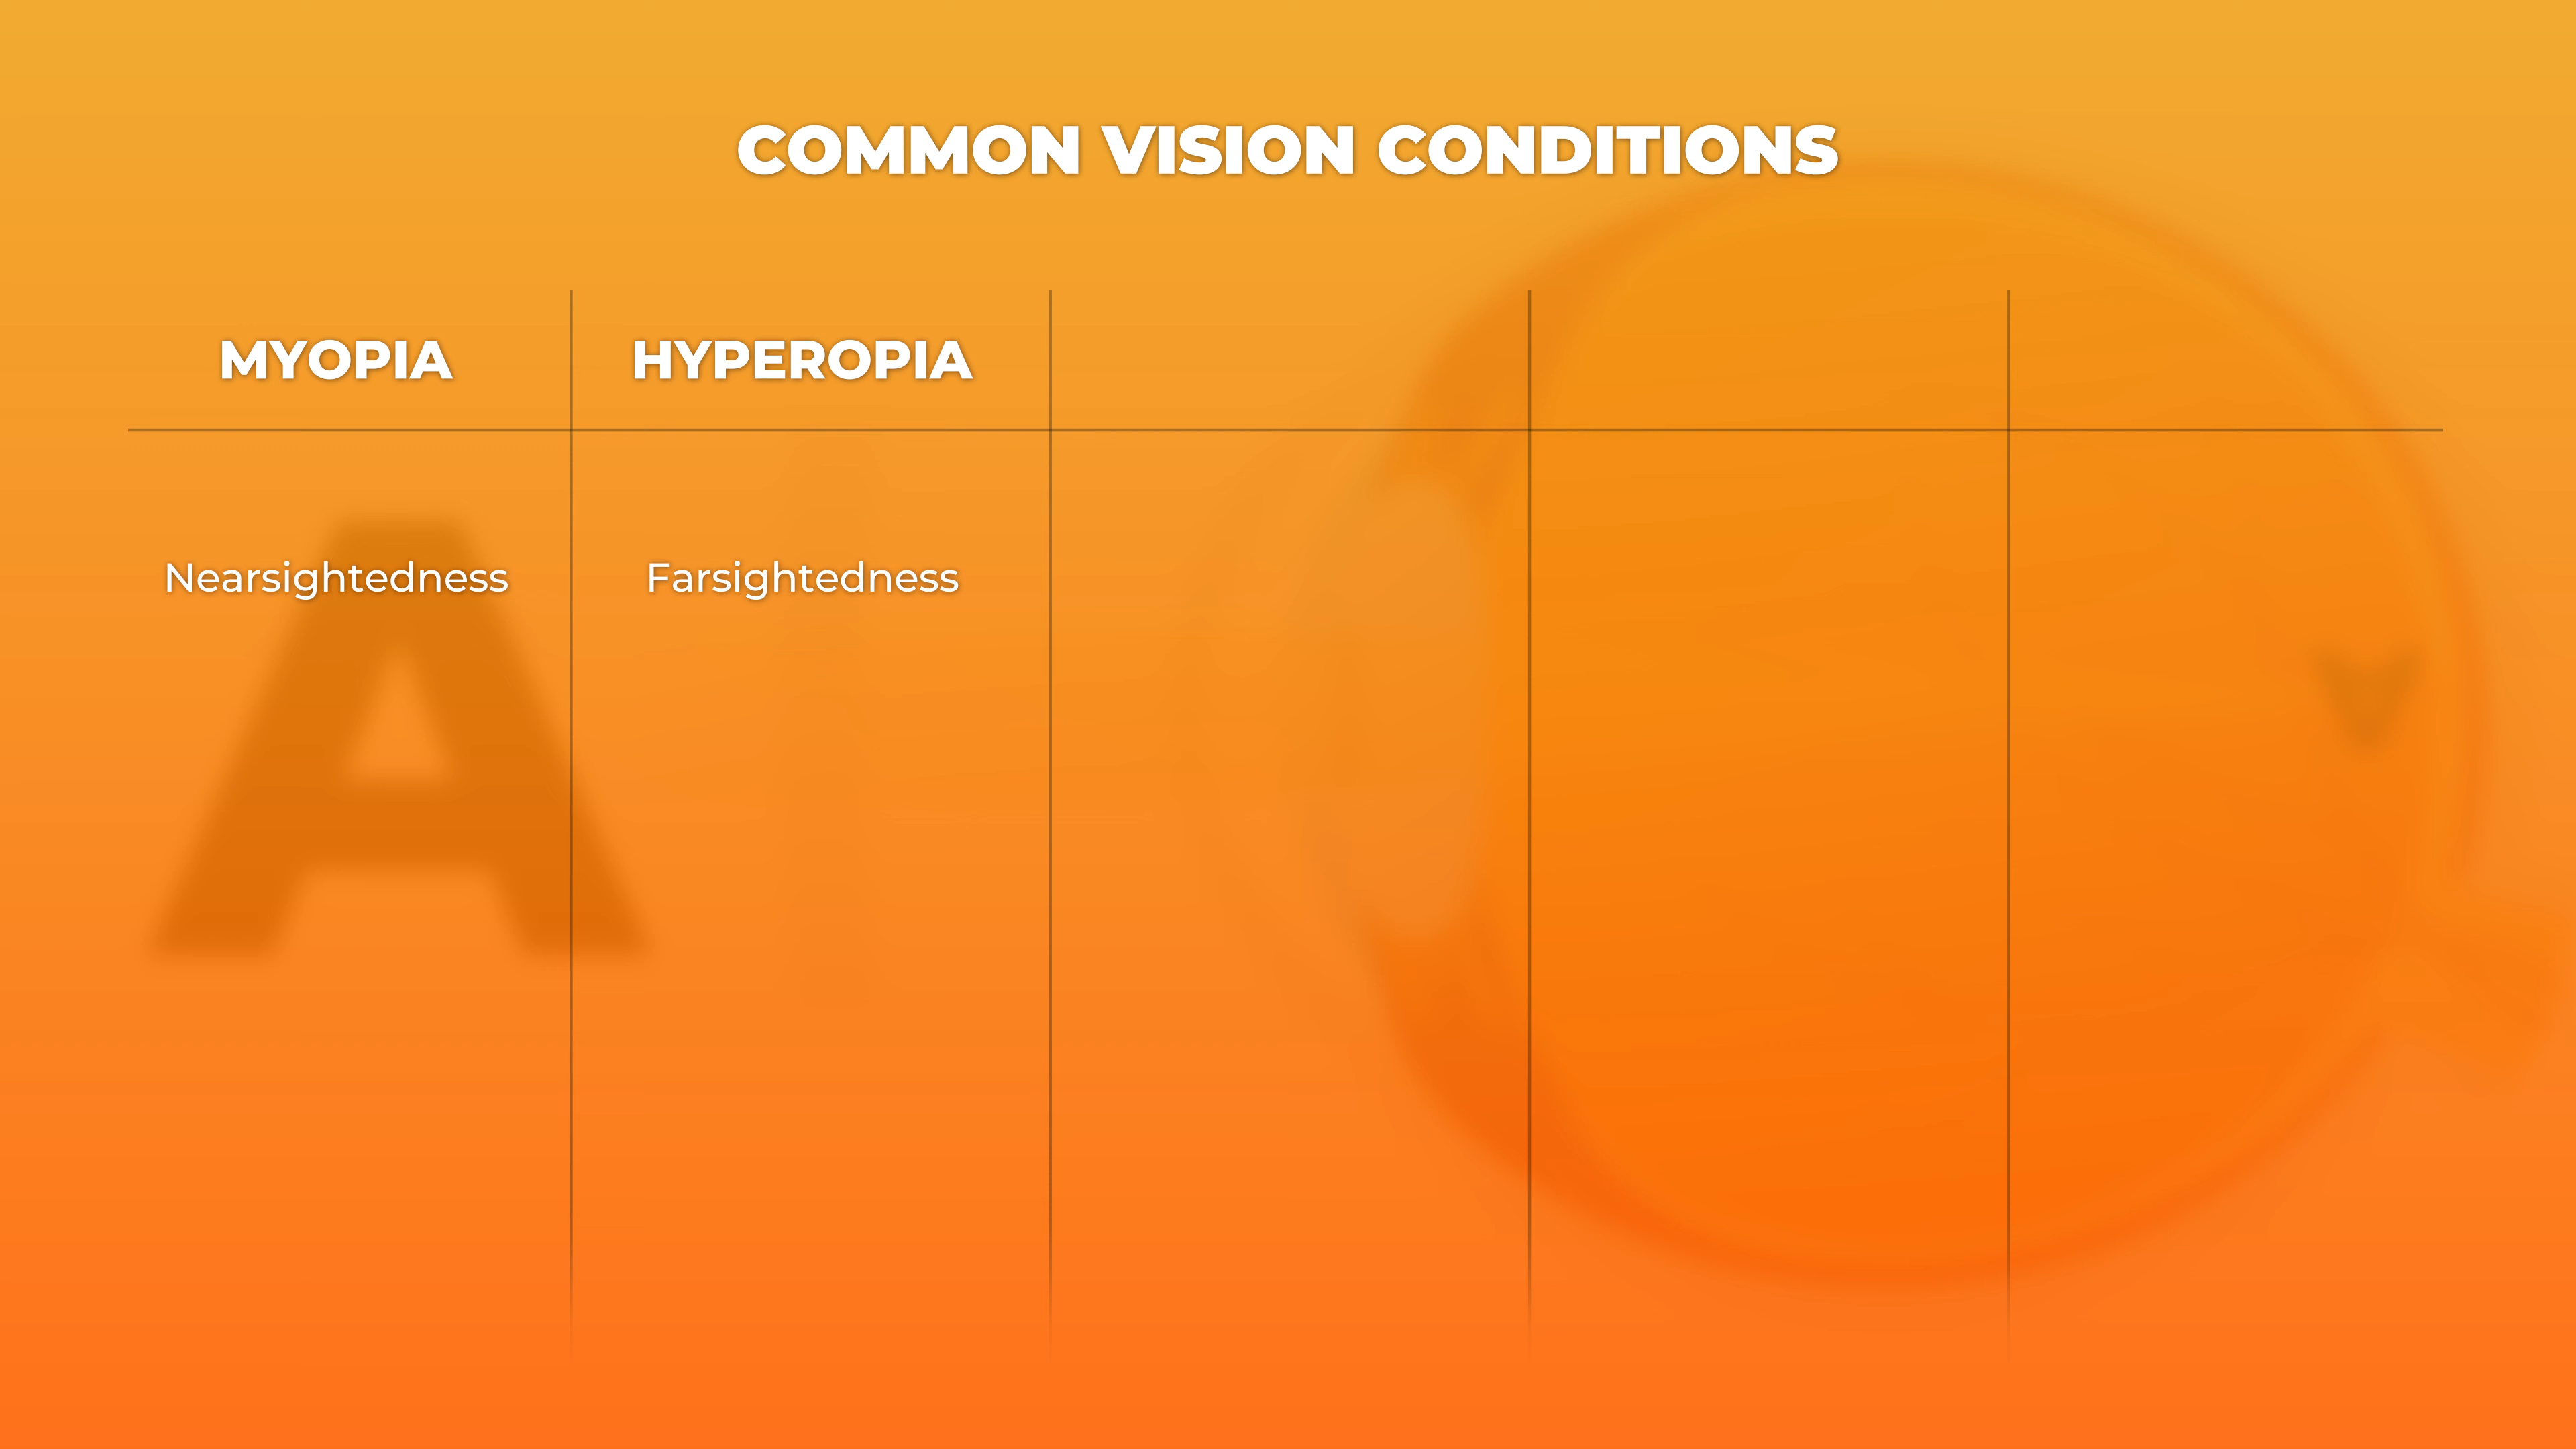 COMMON VISION CONDITIONS
MYOPIA
HYPEROPIA
Nearsightedness
Farsightedness
A
A